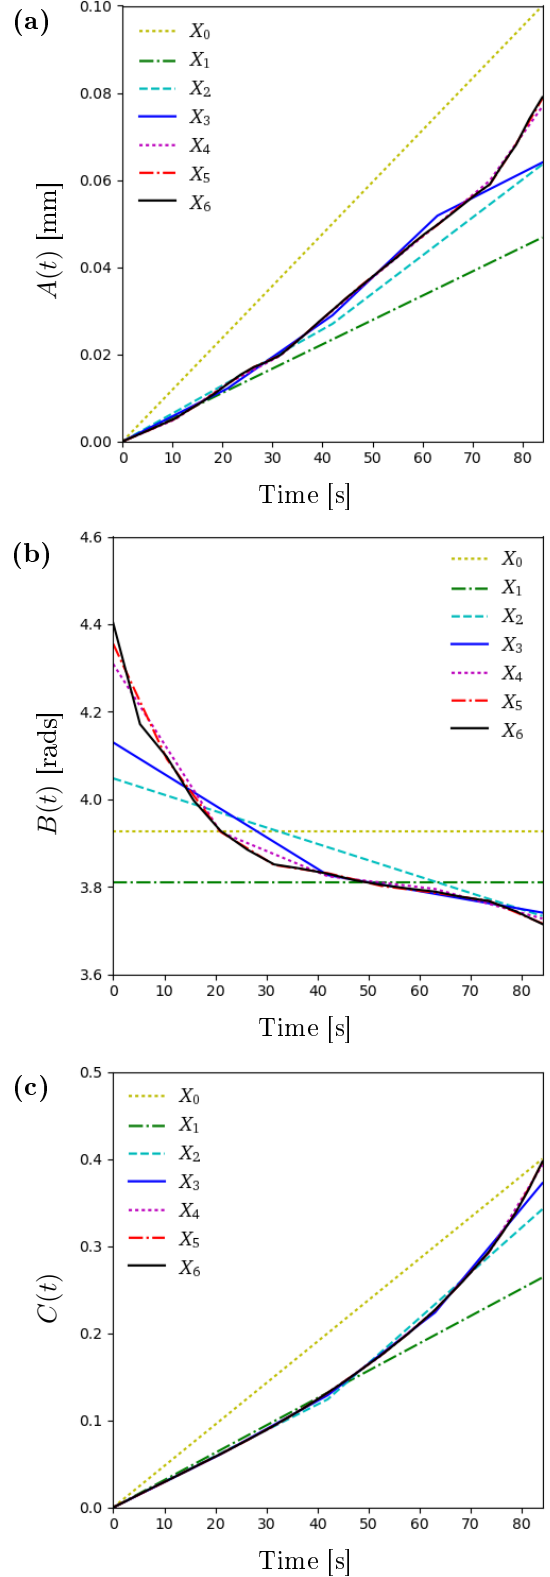 (a)
0.10
0.08
0.06
0.04
0.02
0.00
A(t) [mm]
X₀
X₁
X₂
X₃
X₄
X₅
X₆
0 10 20 30 40 50 60 70 80
Time [s]
(b)
4.6
4.4
4.2
4.0
3.8
3.6
B(t) [rads]
X₀
X₁
X₂
X₃
X₄
X₅
X₆
0 10 20 30 40 50 60 70 80
Time [s]
(c)
0.5
0.4
0.3
0.2
0.1
0.0
C(t)
X₀
X₁
X₂
X₃
X₄
X₅
X₆
0 10 20 30 40 50 60 70 80
Time [s]